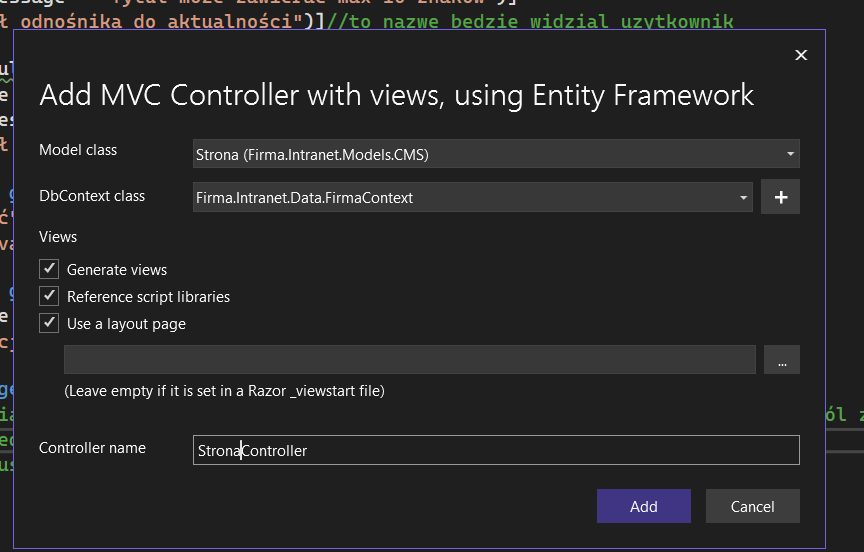 ł odnośnika do aktualności")]//to nazwe bedzie widzial uzytkownik
Add MVC Controller with views, using Entity Framework
Model class
Strona (Firma.Intranet.Models.CMS)
DbContext class
Firma.Intranet.Data.FirmaContext
+
Views
Generate views
Reference script libraries
Use a layout page
...
(Leave empty if it is set in a Razor _viewstart file)
Controller name
StronaController
Add
Cancel